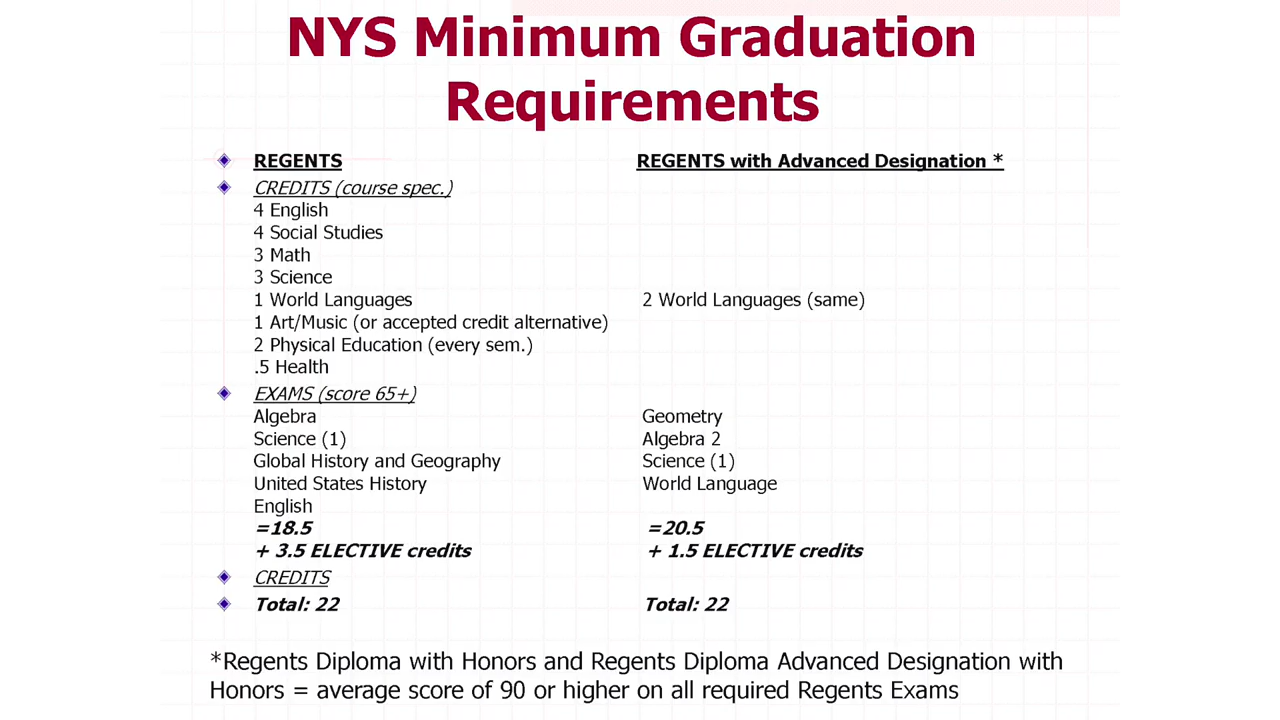 NYS Minimum Graduation
Requirements
REGENTS REGENTS with Advanced Designation *
CREDITS (course spec.)
4 English
4 Social Studies
3 Math
3 Science
1 World Languages 2 World Languages (same)
1 Art/Music (or accepted credit alternative)
2 Physical Education (every sem.)
.5 Health
EXAMS (score 65+)
Algebra Geometry
Science (1) Algebra 2
Global History and Geography Science (1)
United States History World Language
English
=18.5 =20.5
+ 3.5 ELECTIVE credits + 1.5 ELECTIVE credits
CREDITS
Total: 22 Total: 22
*Regents Diploma with Honors and Regents Diploma Advanced Designation with
Honors = average score of 90 or higher on all required Regents Exams